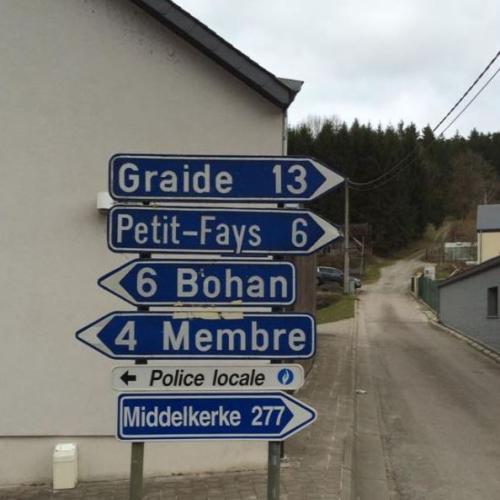 Graide 13
Petit-Fays 6
6 Bohan
4 Membre
Police locale
Middelkerke 277